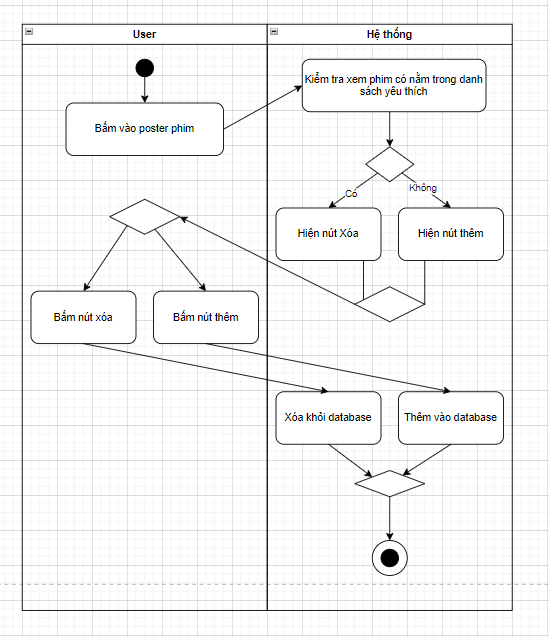 User
Hệ thống
Bấm vào poster phim
Kiểm tra xem phim có nằm trong danh
sách yêu thích
Có
Không
Hiện nút Xóa
Hiện nút thêm
Bấm nút xóa
Bấm nút thêm
Xóa khỏi database
Thêm vào database